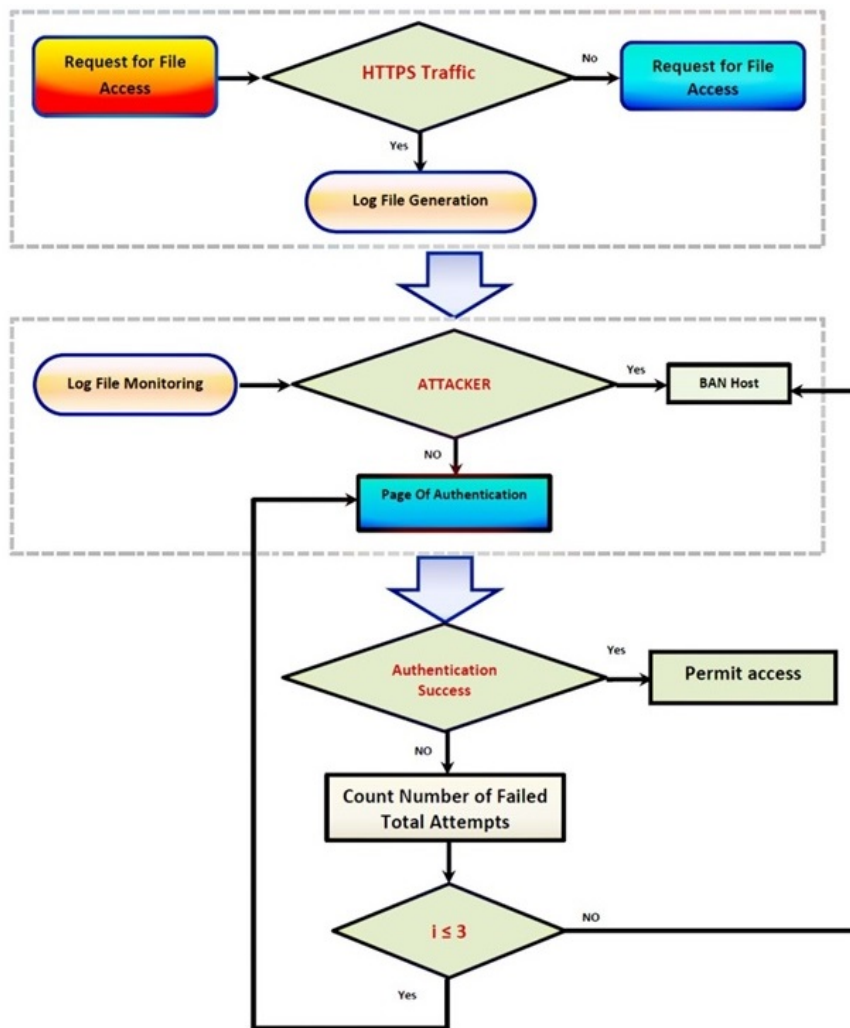 Request for File
Access
HTTPS Traffic
No
Request for File
Access
Yes
Log File Generation
Log File Monitoring
ATTACKER
Yes
BAN Host
NO
Page Of Authentication
Authentication
Success
Yes
Permit access
NO
Count Number of Failed
Total Attempts
i ≤ 3
NO
Yes